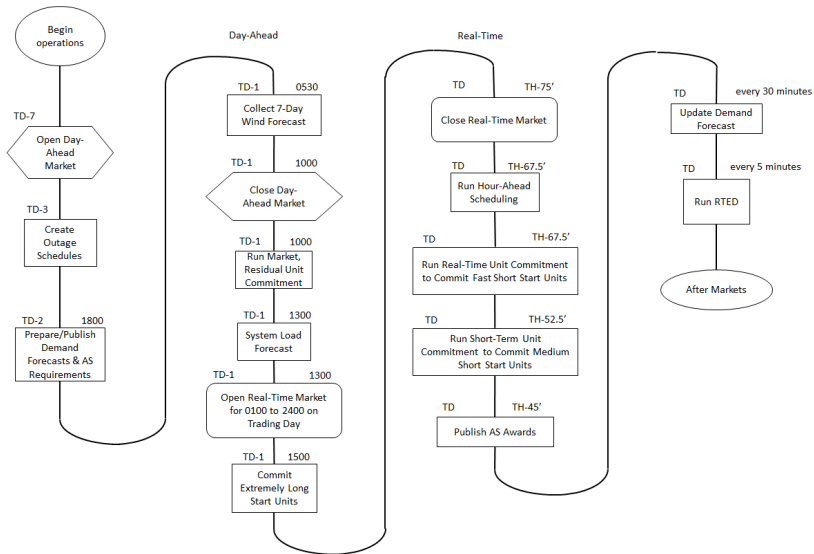 Begin
operations
TD-7
Open Day-
Ahead
Market
TD-3
Create
Outage
Schedules
TD-2 1800
Prepare/Publish
Demand
Forecasts & AS
Requirements
Day-Ahead
TD-1 0530
Collect 7-Day
Wind Forecast
TD-1 1000
Close Day-
Ahead Market
TD-1 1000
Run Market,
Residual Unit
Commitment
TD-1 1300
System Load
Forecast
TD-1 1300
Open Real-Time Market
for 0100 to 2400 on
Trading Day
TD-1 1500
Commit
Extremely Long
Start Units
Real-Time
TD TH-75'
Close Real-Time Market
TD TH-67.5'
Run Hour-Ahead
Scheduling
TD TH-67.5'
Run Real-Time Unit Commitment
to Commit Fast Short Start Units
TD TH-52.5'
Run Short-Term Unit
Commitment to Commit Medium
Short Start Units
TD TH-45'
Publish AS Awards
TD every 30 minutes
Update Demand
Forecast
TD every 5 minutes
Run RTED
After Markets